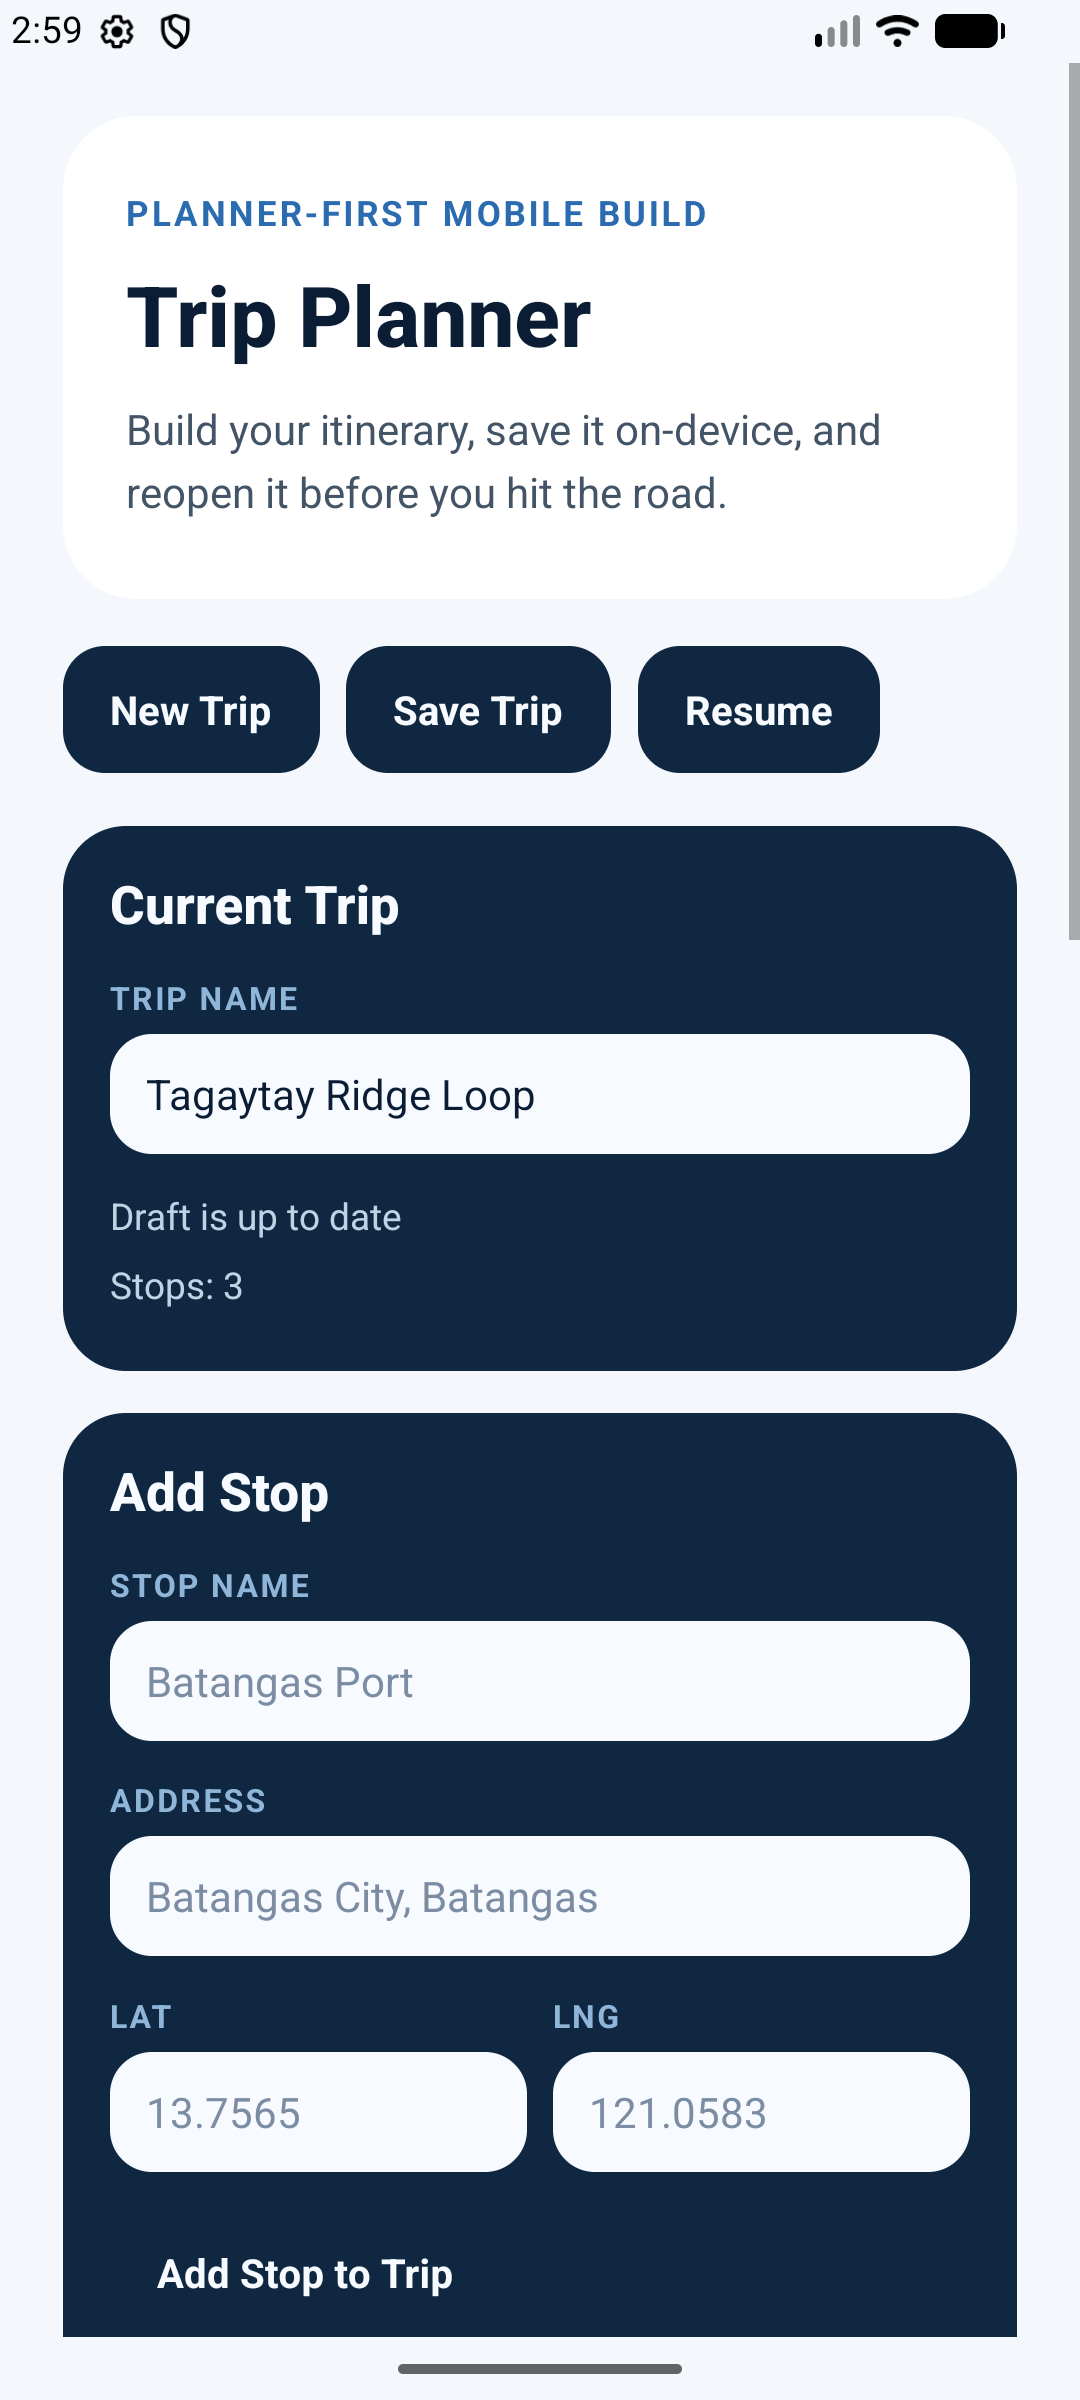 2:59
PLANNER-FIRST MOBILE BUILD
Trip Planner
Build your itinerary, save it on-device, and
reopen it before you hit the road.
New Trip
Save Trip
Resume
Current Trip
TRIP NAME
Tagaytay Ridge Loop
Draft is up to date
Stops: 3
Add Stop
STOP NAME
Batangas Port
ADDRESS
Batangas City, Batangas
LAT
LNG
13.7565
121.0583
Add Stop to Trip